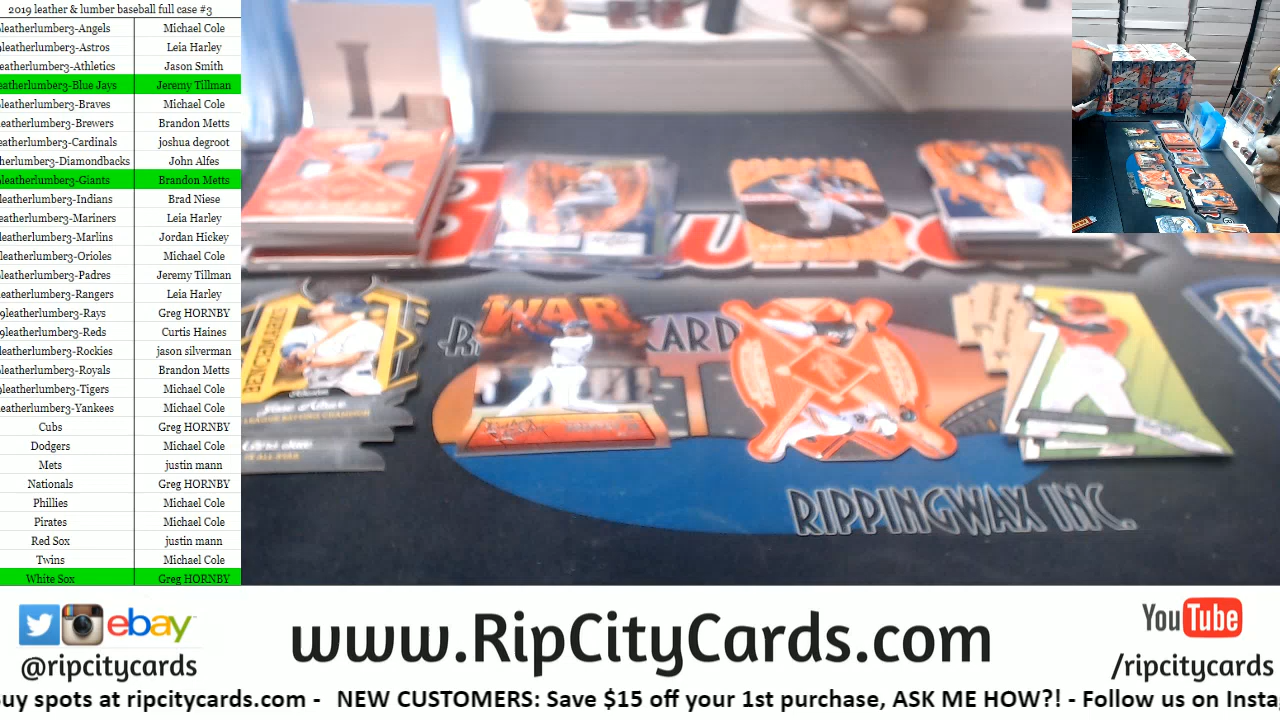 2019 leather & lumber baseball full case #3
leatherlumber3-Angels Michael Cole
leatherlumber3-Astros Leia Harley
leatherlumber3-Athletics Jason Smith
eatherlumber3-Blue Jays Jeremy Tillman
leatherlumber3-Braves Michael Cole
leatherlumber3-Brewers Brandon Metts
leatherlumber3-Cardinals joshua degroot
herlumber3-Diamondbacks John Alfes
leatherlumber3-Giants Brandon Metts
leatherlumber3-Indians Brad Niese
leatherlumber3-Mariners Leia Harley
leatherlumber3-Marlins Jordan Hickey
leatherlumber3-Orioles Michael Cole
leatherlumber3-Padres Jeremy Tillman
leatherlumber3-Rangers Leia Harley
9leatherlumber3-Rays Greg HORNBY
9leatherlumber3-Reds Curtis Haines
leatherlumber3-Rockies jason silverman
leatherlumber3-Royals Brandon Metts
9leatherlumber3-Tigers Michael Cole
leatherlumber3-Yankees Michael Cole
Cubs Greg HORNBY
Dodgers Michael Cole
Mets justin mann
Nationals Greg HORNBY
Phillies Michael Cole
Pirates Michael Cole
Red Sox justin mann
Twins Michael Cole
White Sox Greg HORNBY
L
BENCHMARKS
WAR
CARD
RIPPINGWAX INC.
ebay
@ripcitycards
www.RipCityCards.com
YouTube
/ripcitycards
uy spots at ripcitycards.com - NEW CUSTOMERS: Save $15 off your 1st purchase, ASK ME HOW?! - Follow us on Insta